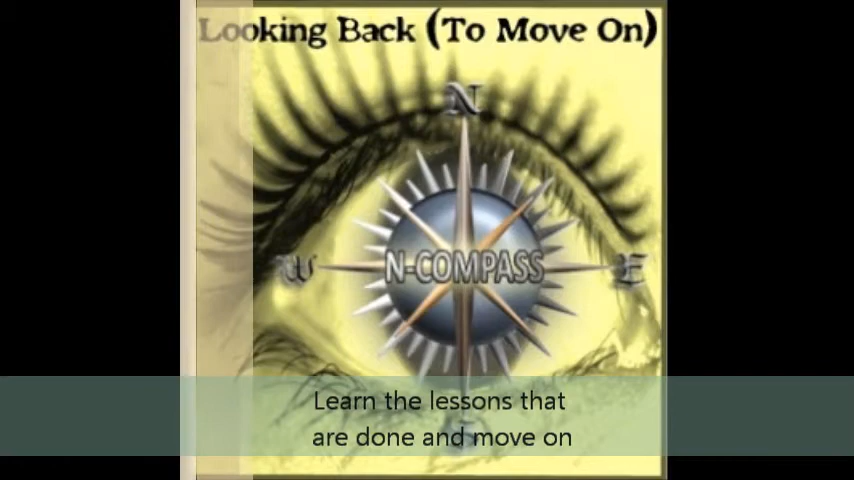 Looking Back (To Move On)
N
W
N-COMPASS
E
S
Learn the lessons that
are done and move on